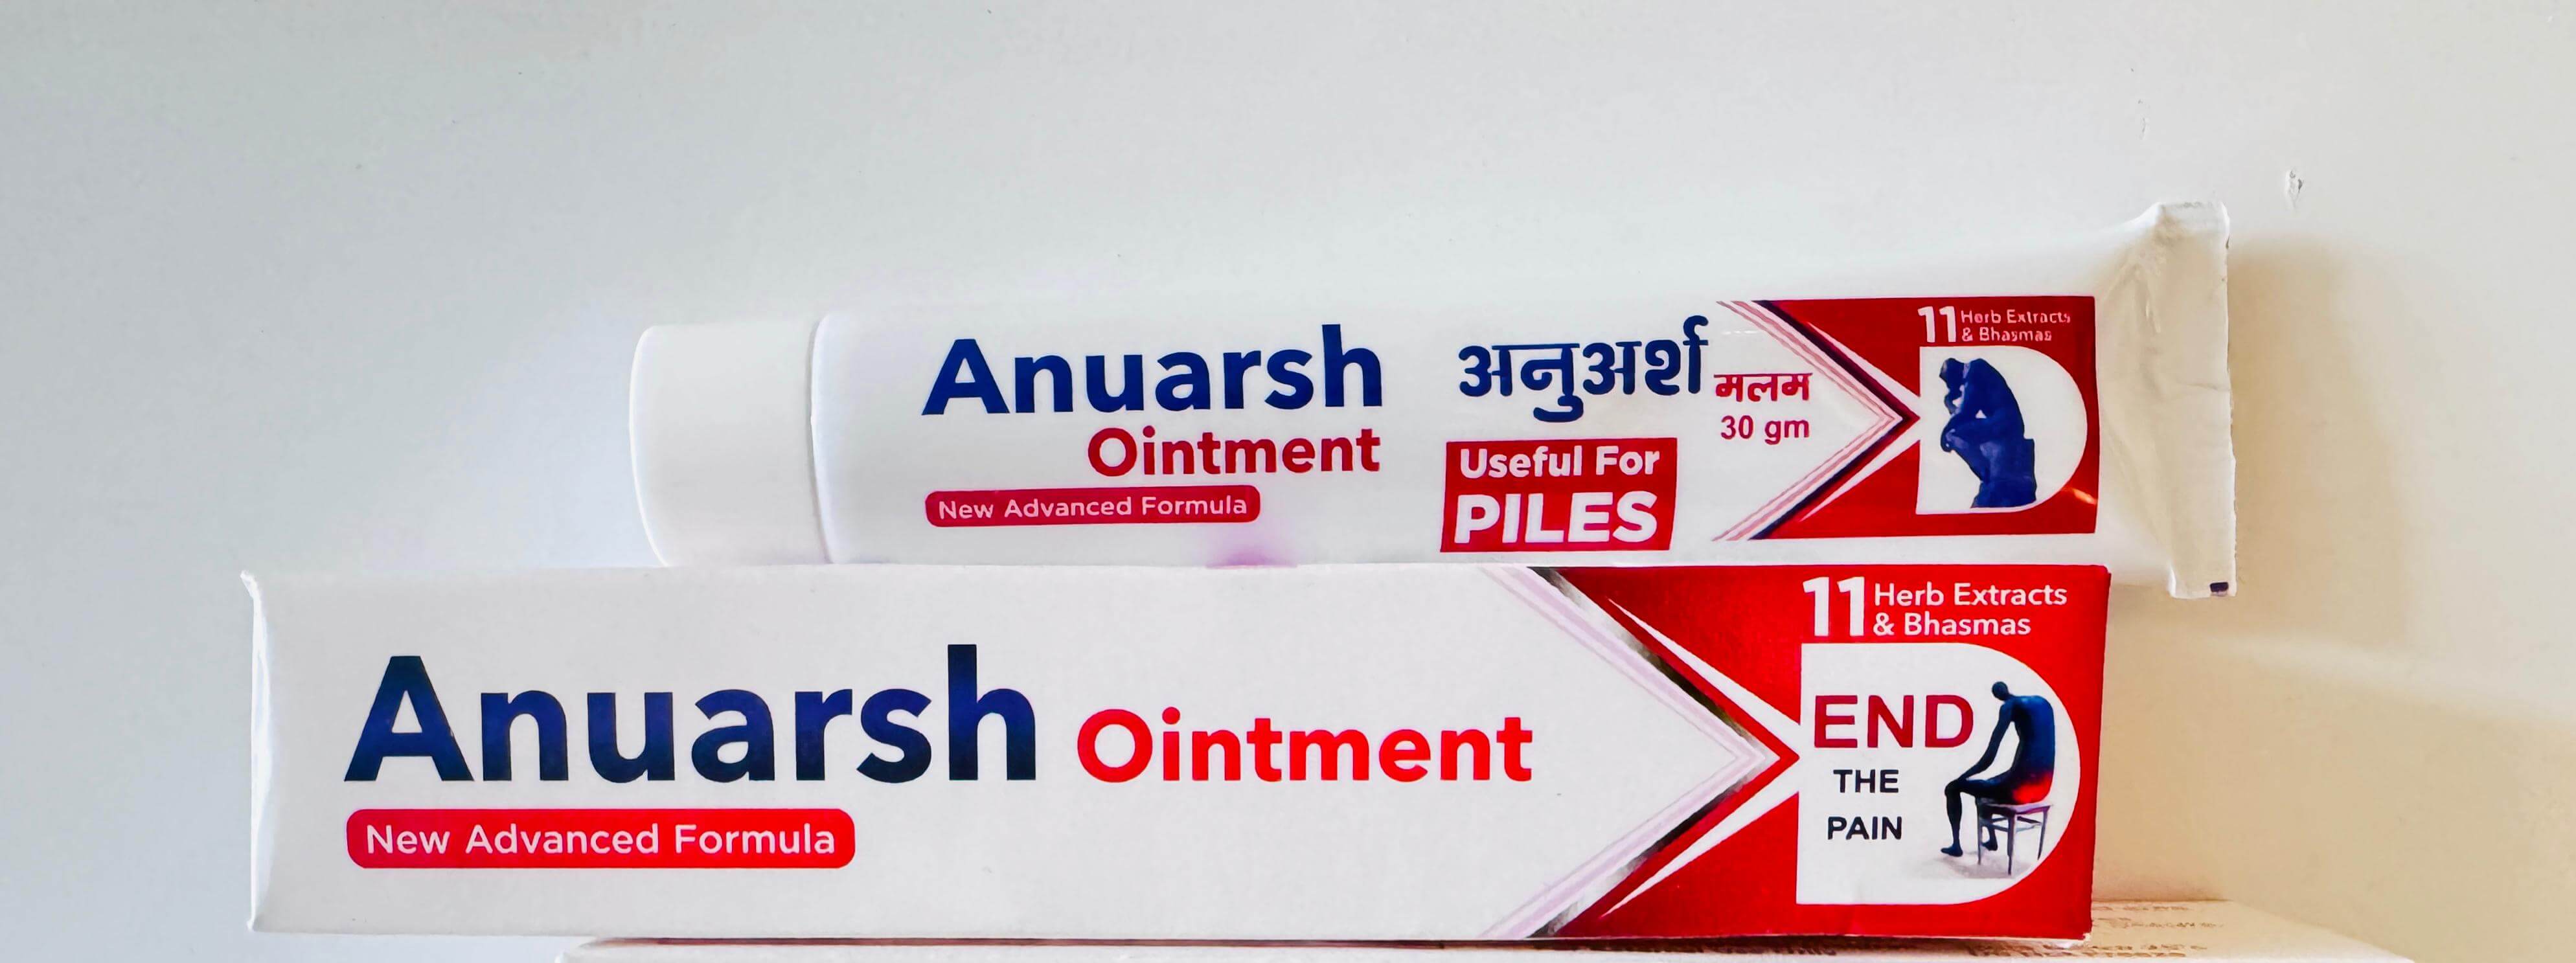 Anuarsh
Ointment
New Advanced Formula
अनुअर्श मलम
30 gm
Useful For
PILES
11 Herb Extracts
& Bhasmas
Anuarsh Ointment
New Advanced Formula
11 Herb Extracts
& Bhasmas
END
THE
PAIN